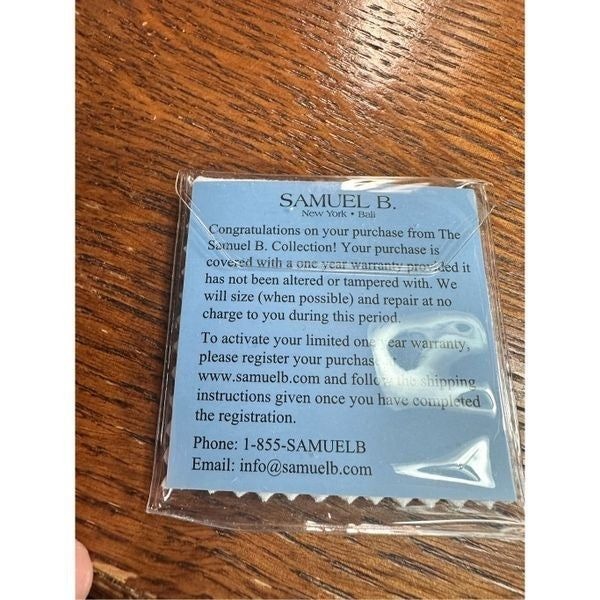 SAMUEL B.
New York • Bali
Congratulations on your purchase from The
Samuel B. Collection! Your purchase is
covered with a one year warranty provided it
has not been altered or tampered with. We
will size (when possible) and repair at no
charge to you during this period.
To activate your limited one year warranty,
please register your purchase at
www.samuelb.com and follow the shipping
instructions given once you have completed
the registration.
Phone: 1-855-SAMUELB
Email: info@samuelb.com